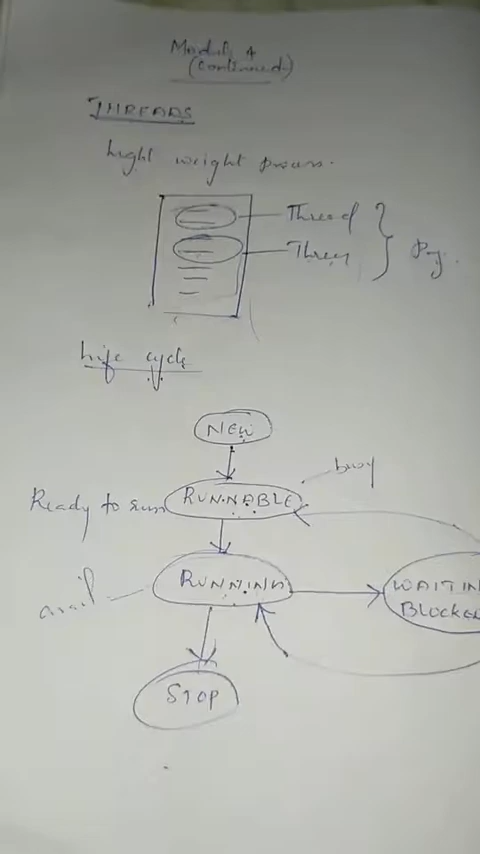 Module 4
(Continued)
THREADS
Light weight process.
Thread
Thread
Life cycle
NEW
busy
Ready to run
RUNNABLE
RUNNING
avail
WAITIN
BLOCKED
STOP